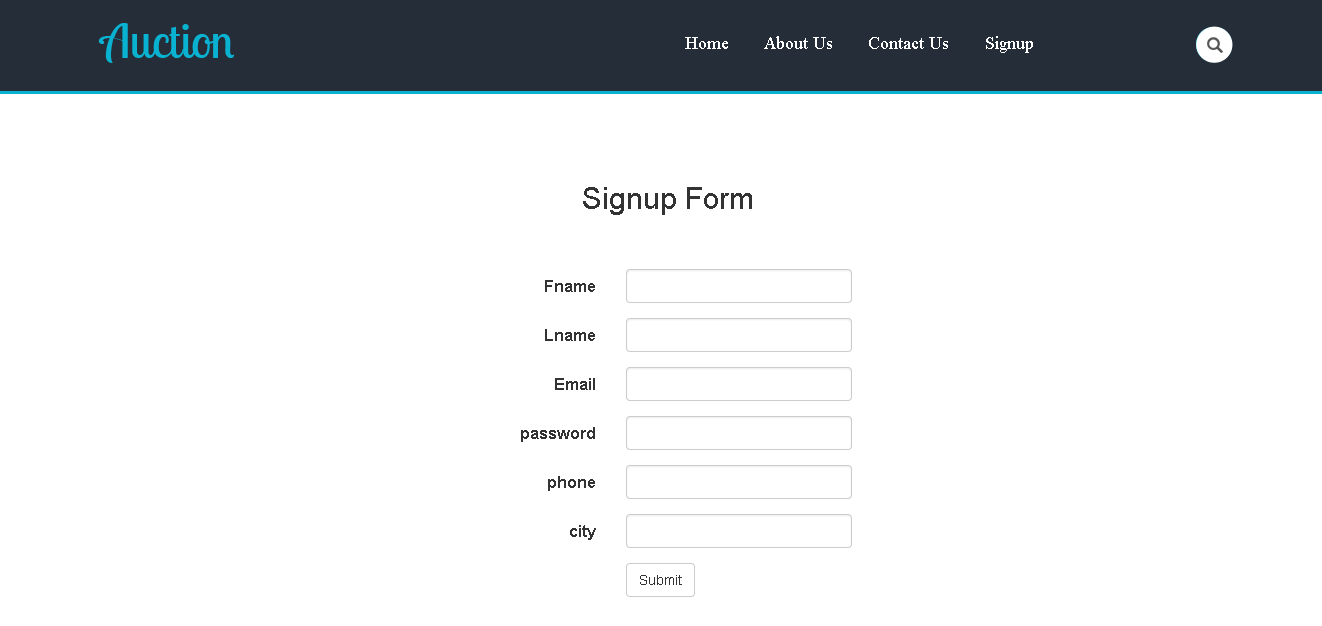 Auction Home About Us Contact Us Signup
Signup Form
Fname
Lname
Email
password
phone
city
Submit